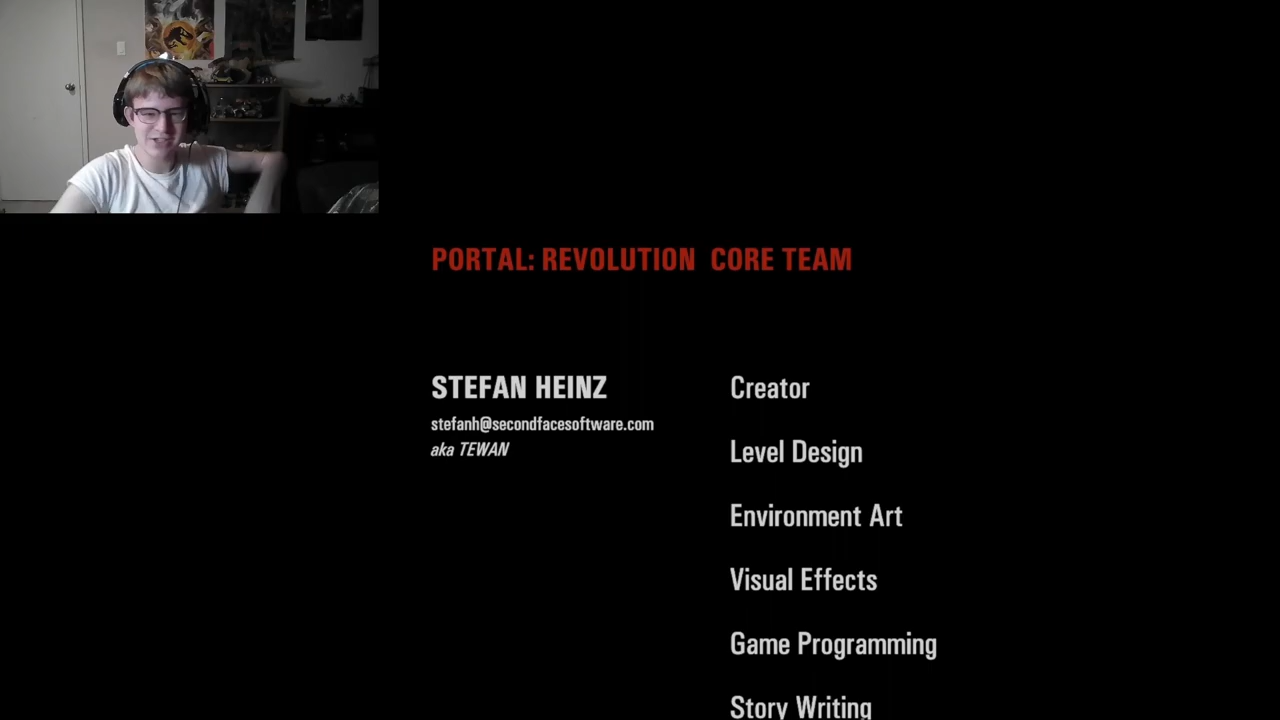 PORTAL: REVOLUTION CORE TEAM
STEFAN HEINZ
stefanh@secondfacesoftware.com
aka TEWAN
Creator
Level Design
Environment Art
Visual Effects
Game Programming
Story Writing